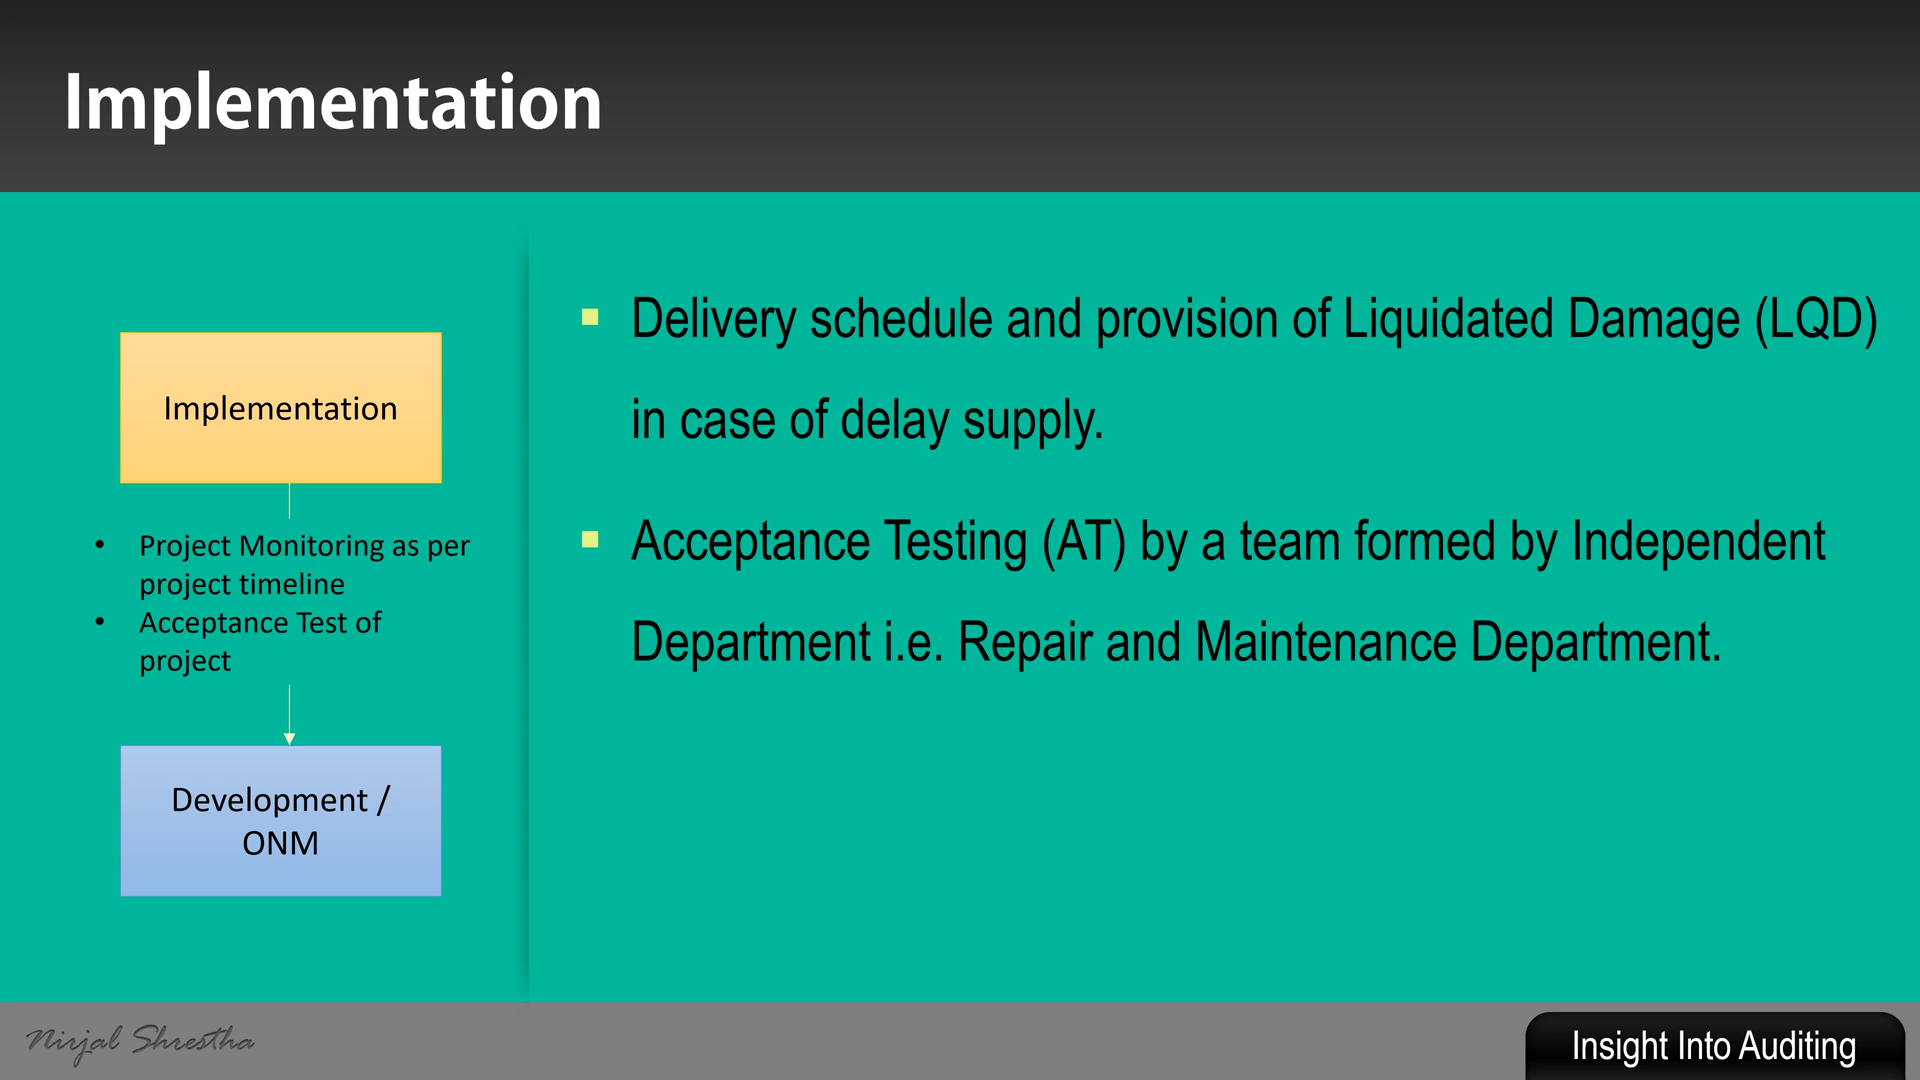 Implementation
Implementation
• Project Monitoring as per
project timeline
• Acceptance Test of
project
Development /
ONM
▪ Delivery schedule and provision of Liquidated Damage (LQD)
in case of delay supply.
▪ Acceptance Testing (AT) by a team formed by Independent
Department i.e. Repair and Maintenance Department.
Nirjal Shrestha
Insight Into Auditing